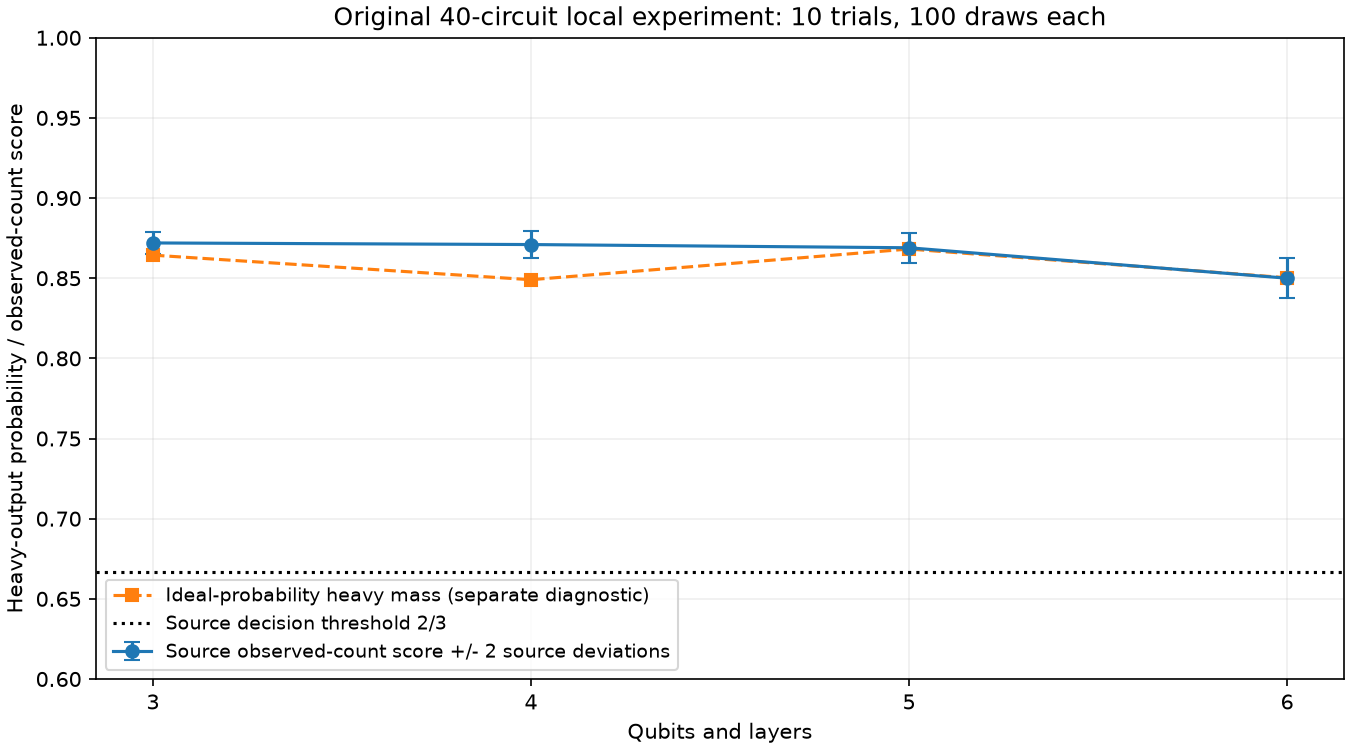 Original 40-circuit local experiment: 10 trials, 100 draws each
Heavy-output probability / observed-count score
1.00
0.95
0.90
0.85
0.80
0.75
0.70
0.65
0.60
Ideal-probability heavy mass (separate diagnostic)
Source decision threshold 2/3
Source observed-count score +/- 2 source deviations
3
4
5
6
Qubits and layers